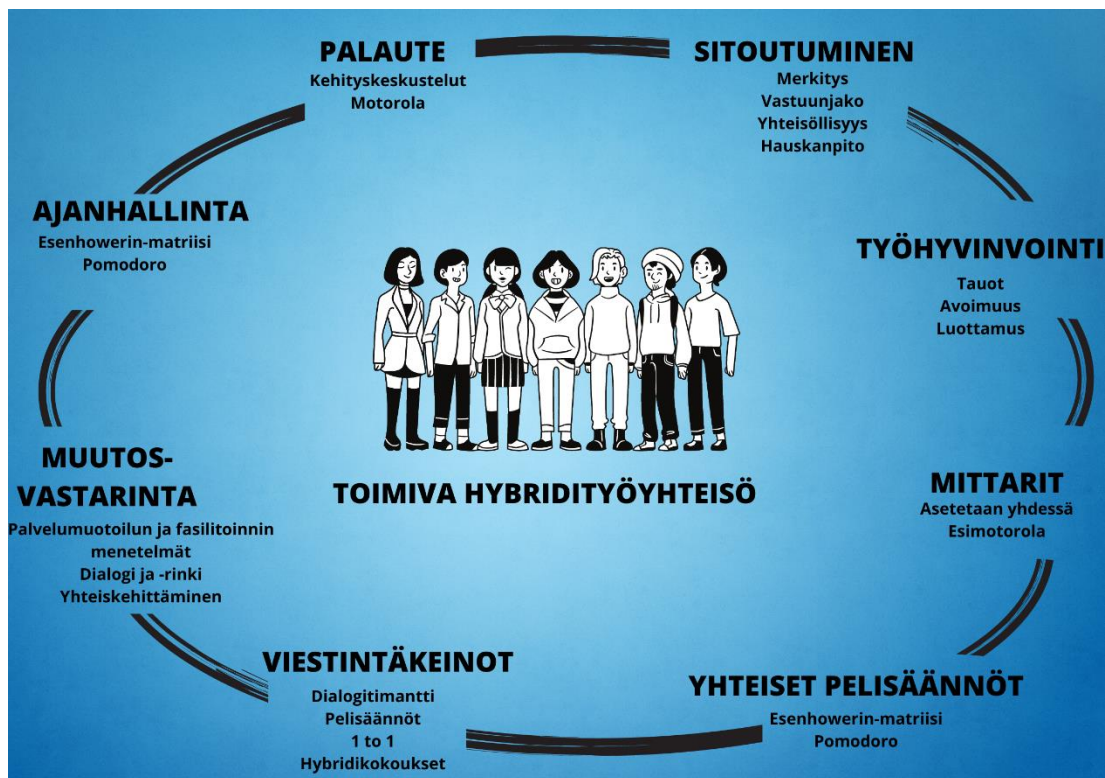 PALAUTE
Kehityskeskustelut
Motorola
SITOUTUMINEN
Merkitys
Vastuunjako
Yhteisöllisyys
Hauskanpito
AJANHALLINTA
Esenhowerin-matriisi
Pomodoro
TYÖHYVINVOINTI
Tauot
Avoimuus
Luottamus
MUUTOS-
VASTARINTA
Palvelumuotoilun ja fasilitoinnin
menetelmät
Dialogi ja -rinki
Yhteiskehittäminen
TOIMIVA HYBRIDITYÖYHTEISÖ
MITTARIT
Asetetaan yhdessä
Esimotorola
VIESTINTÄKEINOT
Dialogitimantti
Pelisäännöt
1 to 1
Hybridikokoukset
YHTEISET PELISÄÄNNÖT
Esenhowerin-matriisi
Pomodoro